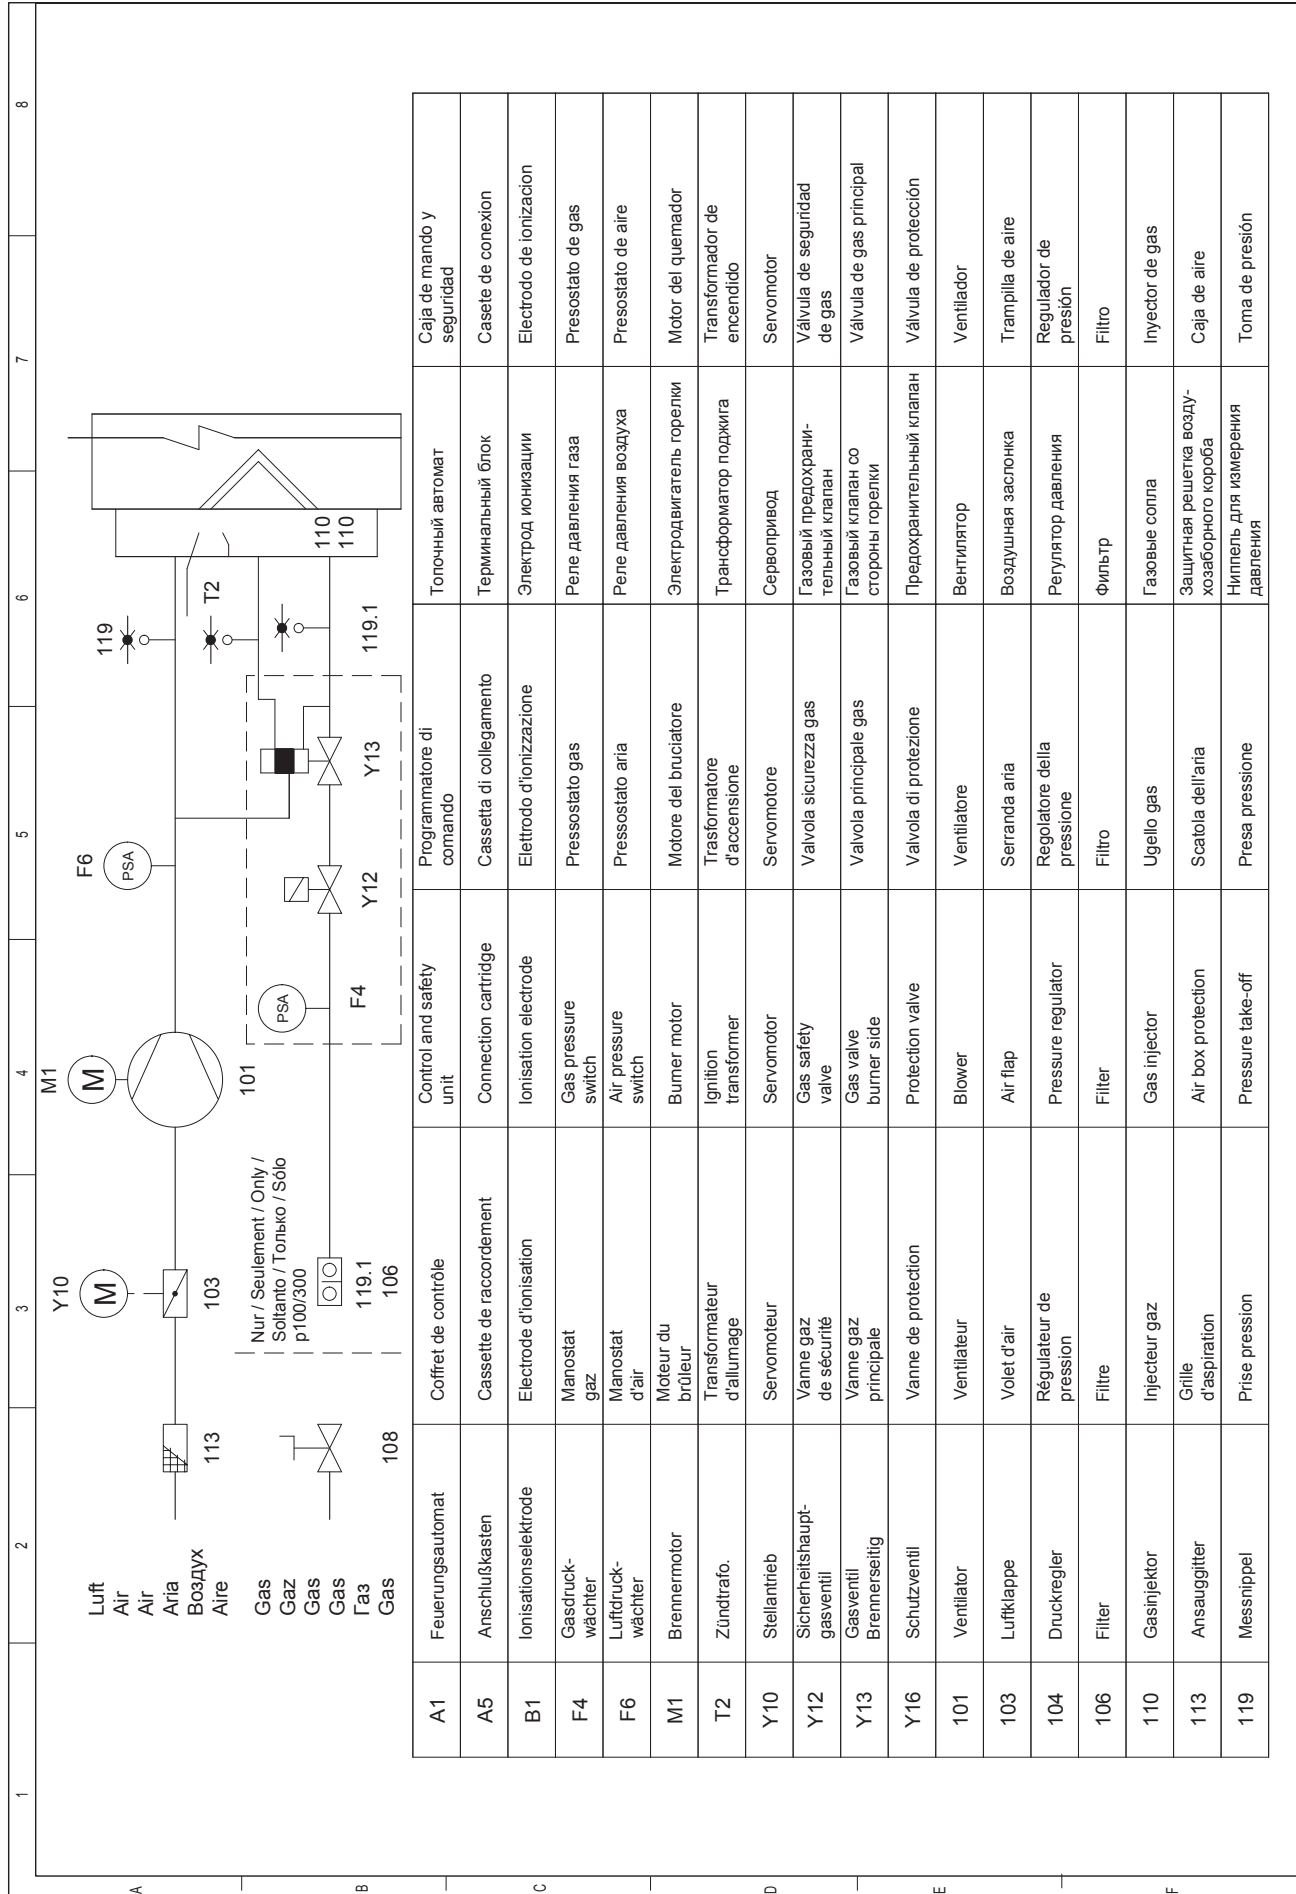 1
2
3
4
5
6
7
8
A
B
C
D
E
F
Luft
Air
Air
Aria
Воздух
Aire
Gas
Gaz
Gas
Gas
Газ
Gas
113
108
Y10
M
103
Nur / Seulement / Only /
Soltanto / Только / Sólo
p100/300
119.1
106
M1
M
101
PSA
F4
F6
PSA
Y12
Y13
119
T2
119.1
110
110
A1 Feuerungsautomat Coffret de contrôle Control and safety Programmatore di Топочный автомат Caja de mando y
unit comando seguridad
A5 Anschlußkasten Cassette de raccordement Connection cartridge Cassetta di collegamento Терминальный блок Casete de conexion
B1 Ionisationselektrode Electrode d'ionisation Ionisation electrode Elettrodo d'ionizzazione Электрод ионизации Electrodo de ionizacion
F4 Gasdruck- Manostat Gas pressure Pressostato gas Реле давления газа Presostato de gas
wächter gaz switch
F6 Luftdruck- Manostat Air pressure Pressostato aria Реле давления воздуха Presostato de aire
wächter d'air switch
M1 Brennermotor Moteur du Burner motor Motore del bruciatore Электродвигатель горелки Motor del quemador
brûleur
T2 Zündtrafo. Transformateur Ignition Trasformatore Трансформатор поджига Transformador de
d'allumage transformer d'accensione encendido
Y10 Stellantrieb Servomoteur Servomotor Servomotore Сервопривод Servomotor
Y12 Sicherheitshaupt- Vanne gaz Gas safety Valvola sicurezza gas Газовый предохрани- Válvula de seguridad
gasventil de sécurité valve тельный клапан de gas
Y13 Gasventil Vanne gaz Gas valve Valvola principale gas Газовый клапан со Válvula de gas principal
Brennerseitig principale burner side стороны горелки
Y16 Schutzventil Vanne de protection Protection valve Valvola di protezione Предохранительный клапан Válvula de protección
101 Ventilator Ventilateur Blower Ventilatore Вентилятор Ventilador
103 Luftklappe Volet d'air Air flap Serranda aria Воздушная заслонка Trampilla de aire
104 Druckregler Régulateur de Pressure regulator Regolatore della Регулятор давления Regulador de
pression pressione presión
106 Filter Filtre Filter Filtro Фильтр Filtro
110 Gasinjektor Injecteur gaz Gas injector Ugello gas Газовые сопла Inyector de gas
113 Ansauggitter Grille Air box protection Scatola dell'aria Защитная решетка возду- Caja de aire
d'aspiration хозаборного короба
119 Messnippel Prise pression Pressure take-off Presa pressione Ниппель для измерения Toma de presión
давления